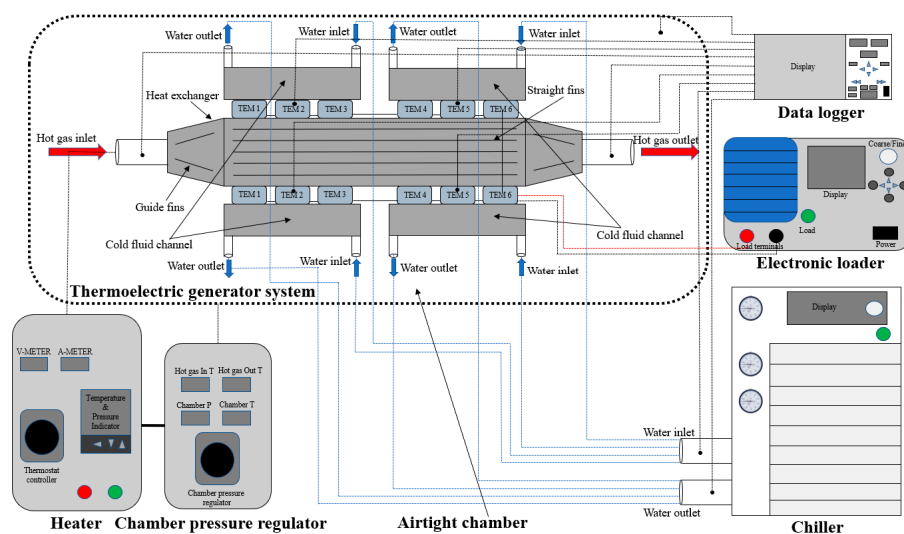 Water outlet
Water inlet
Water outlet
Water inlet
Heat exchanger
TEM 1
TEM 2
TEM 3
TEM 4
TEM 5
TEM 6
Straight fins
Display
Data logger
Hot gas inlet
Hot gas outlet
Guide fins
TEM 1
TEM 2
TEM 3
TEM 4
TEM 5
TEM 6
Cold fluid channel
Cold fluid channel
Water outlet
Water inlet
Water outlet
Water inlet
Thermoelectric generator system
Coarse/Fine
Display
Load
Load terminals
Power
Electronic loader
V-METER
A-METER
Temperature
&
Pressure
Indicator
Thermostat
controller
Heater
Hot gas In T
Hot gas Out T
Chamber P
Chamber T
Chamber pressure
regulator
Chamber pressure regulator
Airtight chamber
Display
Water inlet
Water outlet
Chiller